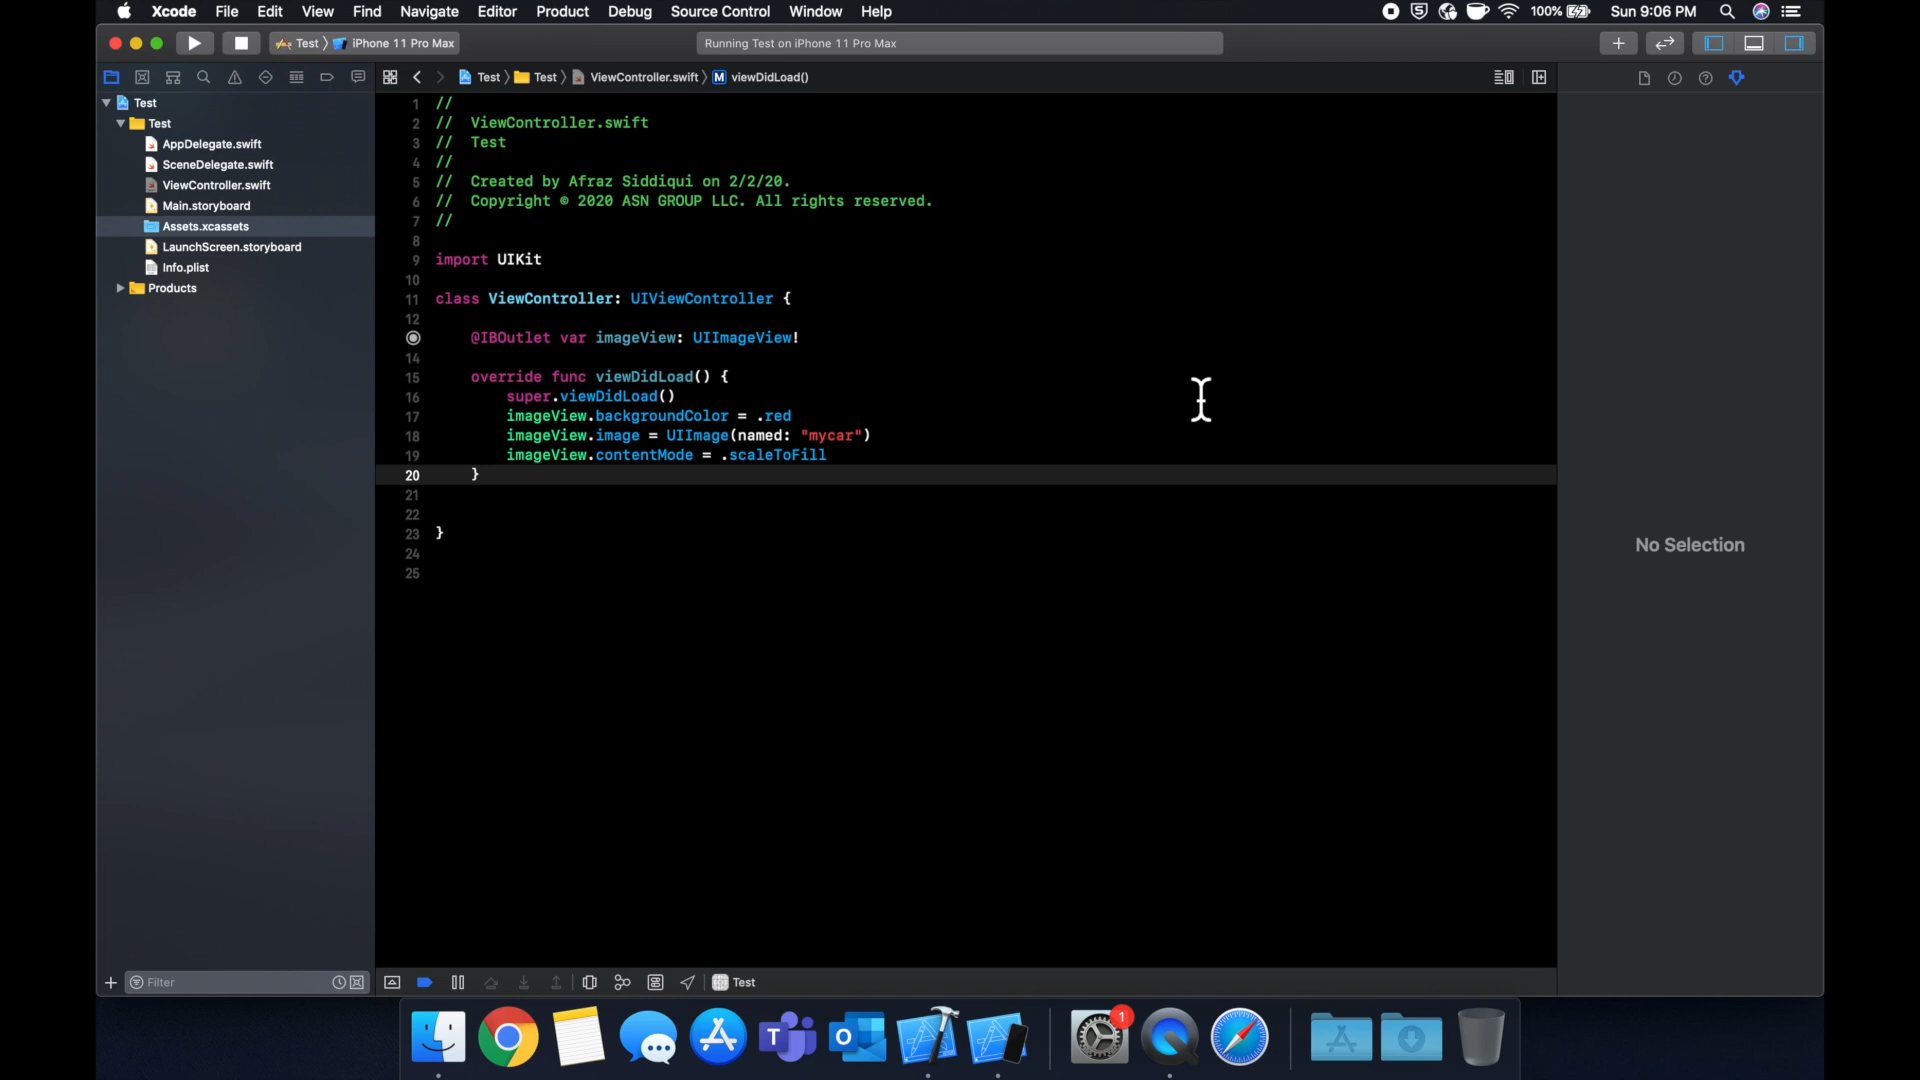 Xcode File Edit View Find Navigate Editor Product Debug Source Control Window Help 100% Sun 9:06 PM
Test iPhone 11 Pro Max Running Test on iPhone 11 Pro Max
Test Test ViewController.swift M viewDidLoad()
Test
Test
AppDelegate.swift
SceneDelegate.swift
ViewController.swift
Main.storyboard
Assets.xcassets
LaunchScreen.storyboard
Info.plist
Products
1 //
2 // ViewController.swift
3 // Test
4 //
5 // Created by Afraz Siddiqui on 2/2/20.
6 // Copyright © 2020 ASN GROUP LLC. All rights reserved.
7 //
8
9 import UIKit
10
11 class ViewController: UIViewController {
12
@IBOutlet var imageView: UIImageView!
14
15 override func viewDidLoad() {
16 super.viewDidLoad()
17 imageView.backgroundColor = .red
18 imageView.image = UIImage(named: "mycar")
19 imageView.contentMode = .scaleToFill
20 }
21
22
23 }
24
25
No Selection
Filter Test
T O 1